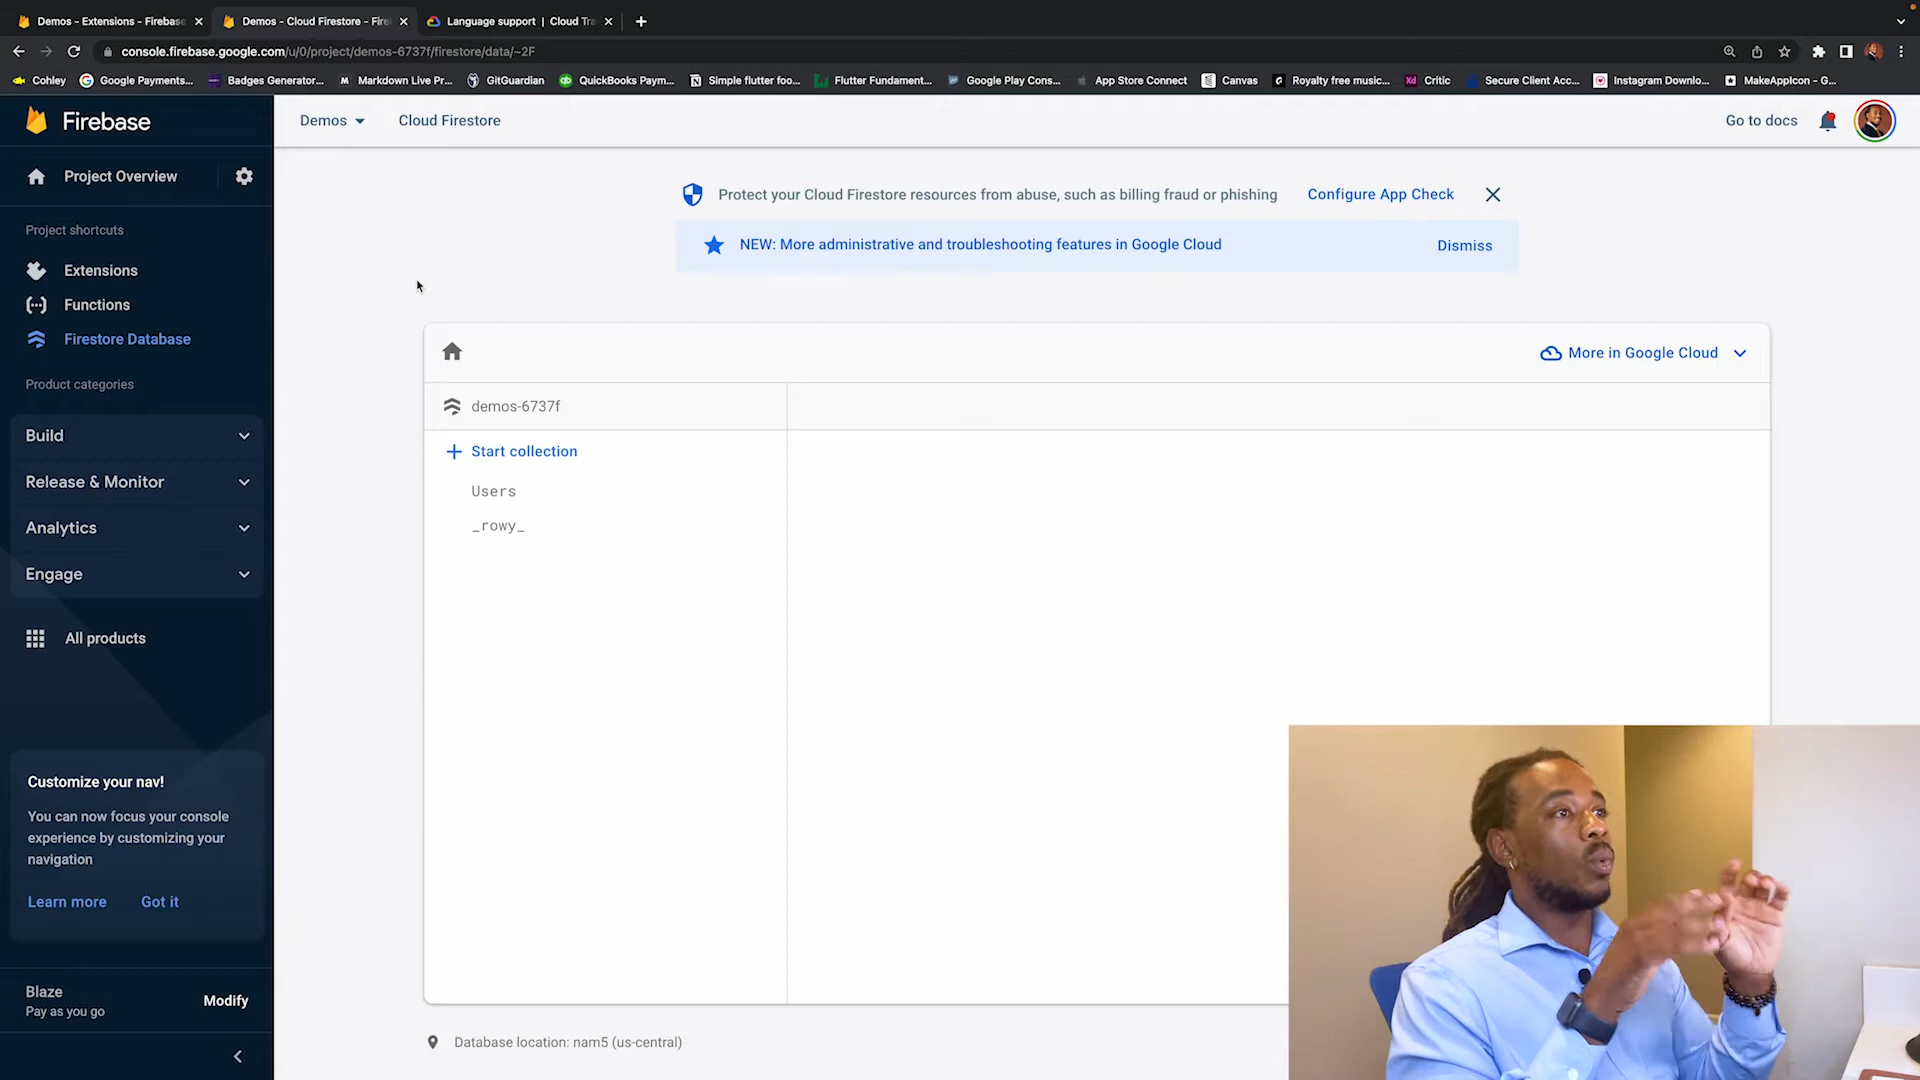 Demos - Extensions - Firebase
Demos - Cloud Firestore - Fire
Language support | Cloud Tra
console.firebase.google.com/u/0/project/demos-6737f/firestore/data/~2F
Cohley
Google Payments...
Badges Generator...
Markdown Live Pr...
GitGuardian
QuickBooks Paym...
Simple flutter foo...
Flutter Fundament...
Google Play Cons...
App Store Connect
Canvas
Royalty free music...
Xd Critic
Secure Client Acc...
Instagram Downlo...
MakeAppIcon - G...
Firebase
Demos
Cloud Firestore
Go to docs
Project Overview
Protect your Cloud Firestore resources from abuse, such as billing fraud or phishing
Configure App Check
NEW: More administrative and troubleshooting features in Google Cloud
Dismiss
Project shortcuts
Extensions
Functions
Firestore Database
Product categories
Build
Release & Monitor
Analytics
Engage
All products
More in Google Cloud
demos-6737f
Start collection
Users
_rowy_
Customize your nav!
You can now focus your console
experience by customizing your
navigation
Learn more
Got it
Blaze
Pay as you go
Modify
Database location: nam5 (us-central)